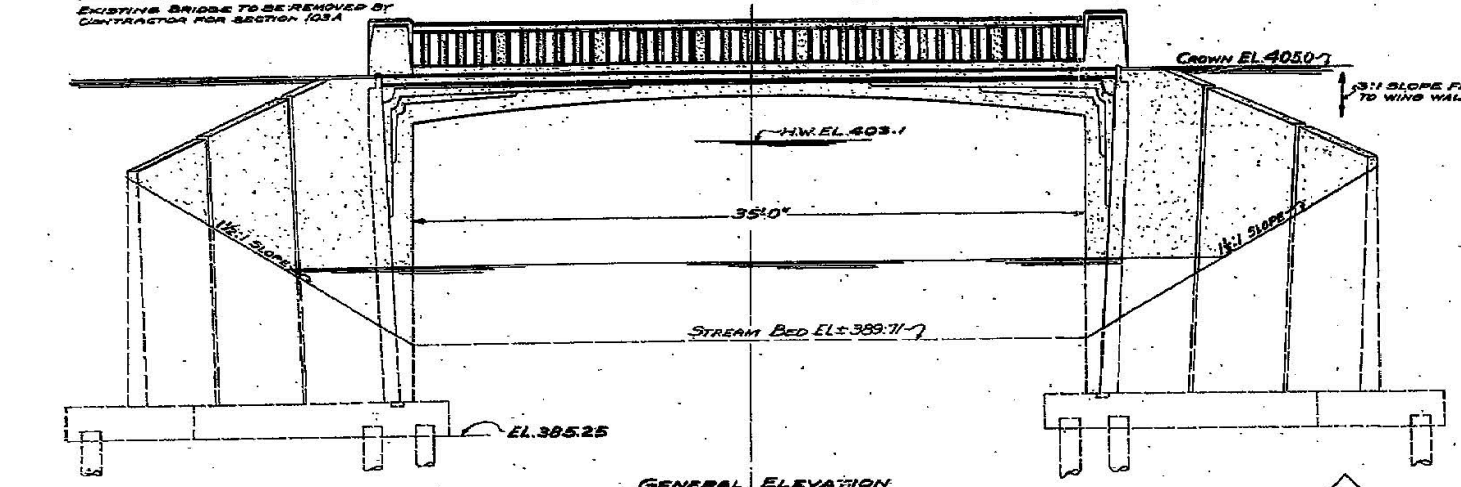 EXISTING BRIDGE TO BE REMOVED BY
CONTRACTOR FOR SECTION 103A
CROWN EL. 405.0
3:1 SLOPE
TO WING
H.W. EL. 403.1
35'-0"
1½:1 SLOPE
1½:1 SLOPE
STREAM BED EL± 389.71
EL. 385.25
GENERAL ELEVATION